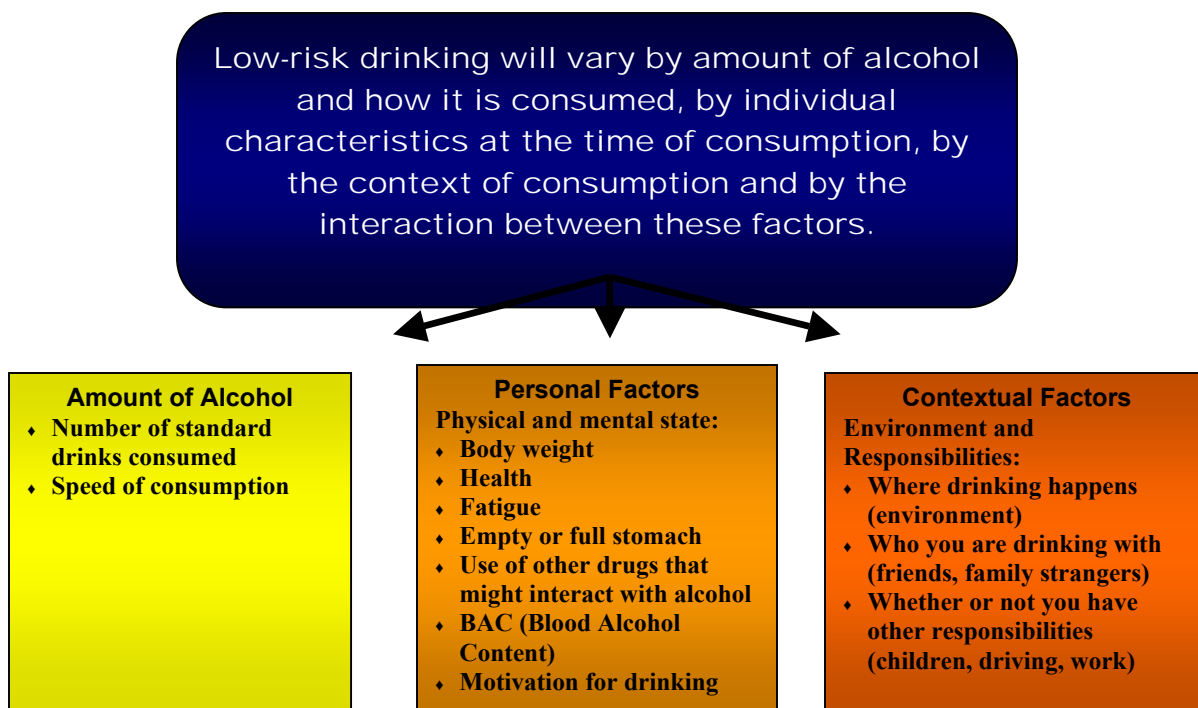 Low-risk drinking will vary by amount of alcohol
and how it is consumed, by individual
characteristics at the time of consumption, by
the context of consumption and by the
interaction between these factors.
Amount of Alcohol
⬧ Number of standard
drinks consumed
⬧ Speed of consumption
Personal Factors
Physical and mental state:
⬧ Body weight
⬧ Health
⬧ Fatigue
⬧ Empty or full stomach
⬧ Use of other drugs that
might interact with alcohol
⬧ BAC (Blood Alcohol
Content)
⬧ Motivation for drinking
Contextual Factors
Environment and
Responsibilities:
⬧ Where drinking happens
(environment)
⬧ Who you are drinking with
(friends, family strangers)
⬧ Whether or not you have
other responsibilities
(children, driving, work)